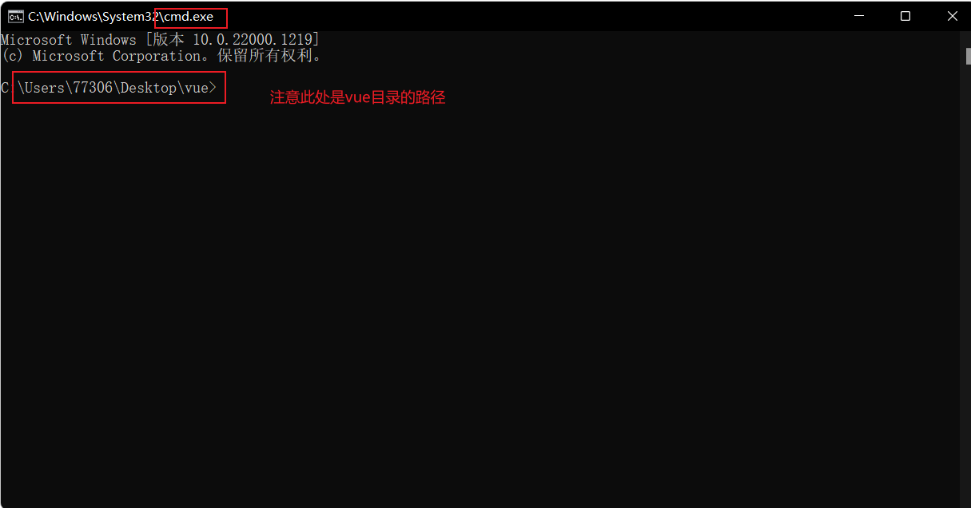 C:\Windows\System32\cmd.exe
Microsoft Windows [版本 10.0.22000.1219]
(c) Microsoft Corporation。保留所有权利。
C \Users\77306\Desktop\vue>
注意此处是vue目录的路径